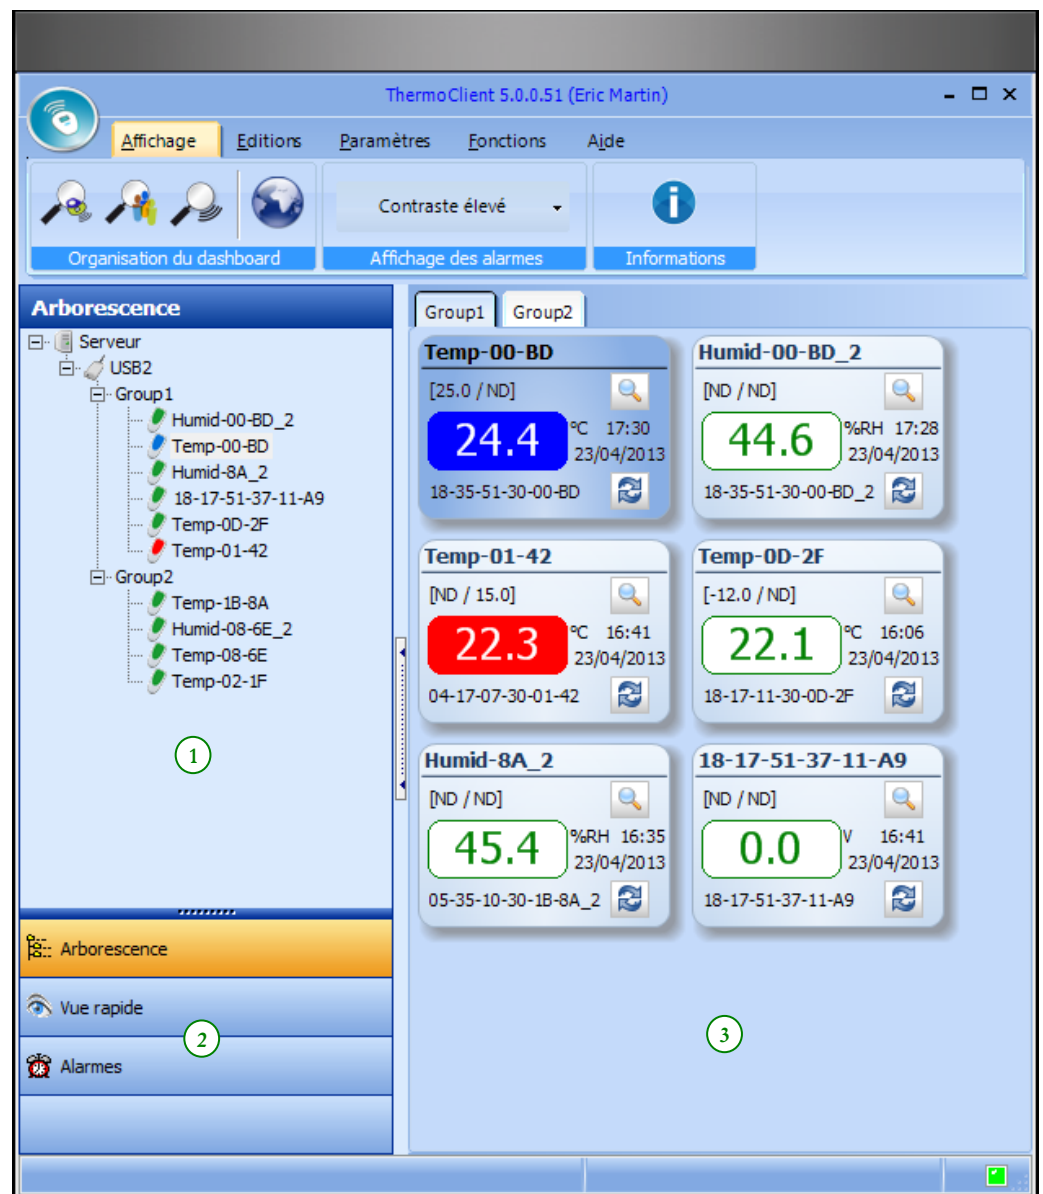 ThermoClient 5.0.0.51 (Eric Martin)
Affichage Editions Paramètres Fonctions Aide
Contraste élevé
Organisation du dashboard Affichage des alarmes Informations
Arborescence
Serveur
USB2
Group1
Humid-00-BD_2
Temp-00-BD
Humid-8A_2
18-17-51-37-11-A9
Temp-0D-2F
Temp-01-42
Group2
Temp-1B-8A
Humid-08-6E_2
Temp-08-6E
Temp-02-1F
1
Arborescence
Vue rapide
2
Alarmes
Group1 Group2
Temp-00-BD
[25.0 / ND]
24.4 °C 17:30
23/04/2013
18-35-51-30-00-BD
Humid-00-BD_2
[ND / ND]
44.6 %RH 17:28
23/04/2013
18-35-51-30-00-BD_2
Temp-01-42
[ND / 15.0]
22.3 °C 16:41
23/04/2013
04-17-07-30-01-42
Temp-0D-2F
[-12.0 / ND]
22.1 °C 16:06
23/04/2013
18-17-11-30-0D-2F
Humid-8A_2
[ND / ND]
45.4 %RH 16:35
23/04/2013
05-35-10-30-1B-8A_2
18-17-51-37-11-A9
[ND / ND]
0.0 V 16:41
23/04/2013
18-17-51-37-11-A9
3